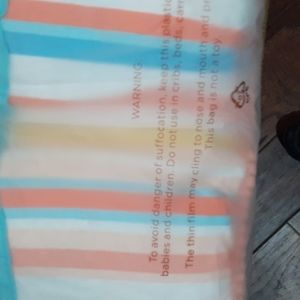 WARNING:
To avoid danger of suffocation, keep this plastic
babies and children. Do not use in cribs, beds, carr
The thin film may cling to nose and mouth and pr
This bag is not a toy.